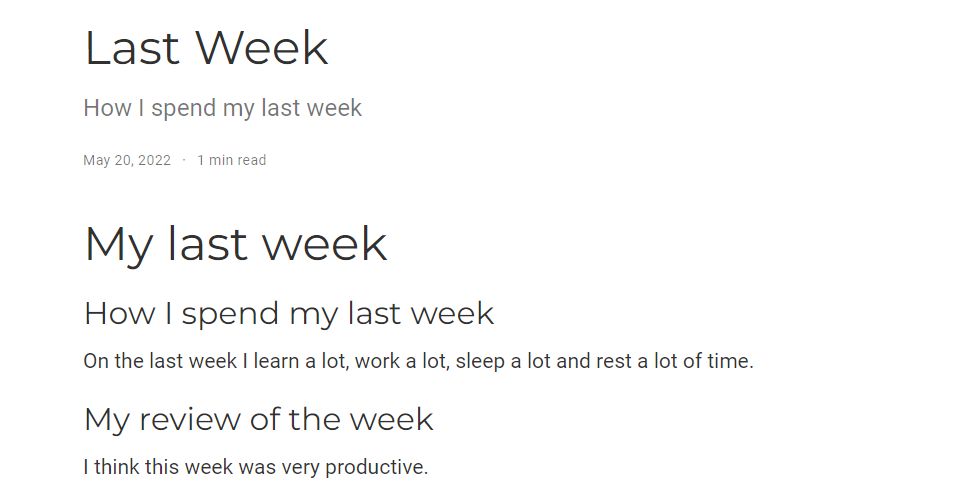 Last Week
How I spend my last week
May 20, 2022 · 1 min read
My last week
How I spend my last week
On the last week I learn a lot, work a lot, sleep a lot and rest a lot of time.
My review of the week
I think this week was very productive.